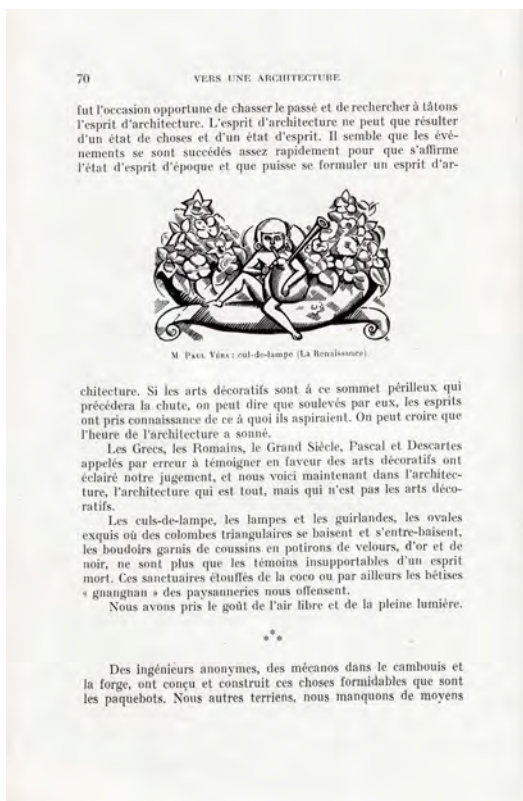 70 VERS UNE ARCHITECTURE
fut l'occasion opportune de chasser le passé et de rechercher à tâtons
l'esprit d'architecture. L'esprit d'architecture ne peut que résulter
d'un état de choses et d'un état d'esprit. Il semble que les évé-
nements se sont succédés assez rapidement pour que s'affirme
l'état d'esprit d'époque et que puisse se formuler un esprit d'ar-
M. PAUL VÉRA : cul-de-lampe (La Renaissance).
chitecture. Si les arts décoratifs sont à ce sommet périlleux qui
précédera la chute, on peut dire que soulevés par eux, les esprits
ont pris connaissance de ce à quoi ils aspiraient. On peut croire que
l'heure de l'architecture a sonné.
Les Grecs, les Romains, le Grand Siècle, Pascal et Descartes
appelés par erreur à témoigner en faveur des arts décoratifs ont
éclairé notre jugement, et nous voici maintenant dans l'architec-
ture, l'architecture qui est tout, mais qui n'est pas les arts déco-
ratifs.
Les culs-de-lampe, les lampes et les guirlandes, les ovales
exquis où des colombes triangulaires se baisent et s'entre-baisent,
les boudoirs garnis de coussins en potirons de velours, d'or et de
noir, ne sont plus que les témoins insupportables d'un esprit
mort. Ces sanctuaires étouffés de la coco ou par ailleurs les bêtises
« gnangnan » des paysanneries nous offensent.
Nous avons pris le goût de l'air libre et de la pleine lumière.
***
Des ingénieurs anonymes, des mécanos dans le cambouis et
la forge, ont conçu et construit ces choses formidables que sont
les paquebots. Nous autres terriens, nous manquons de moyens